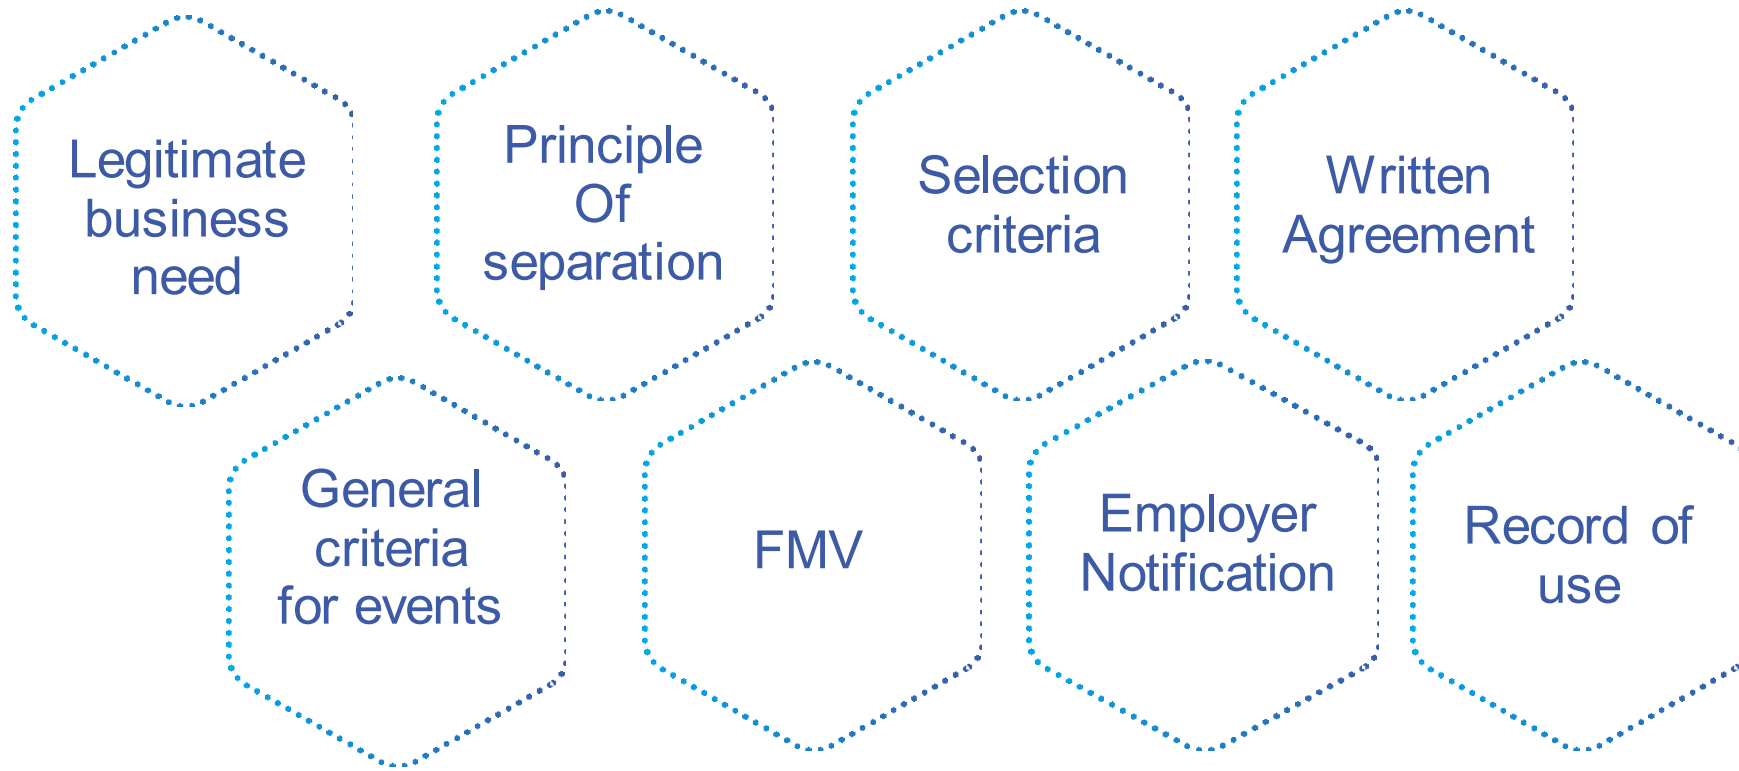 Legitimate
business
need
Principle
Of
separation
Selection
criteria
Written
Agreement
General
criteria
for events
FMV
Employer
Notification
Record of
use